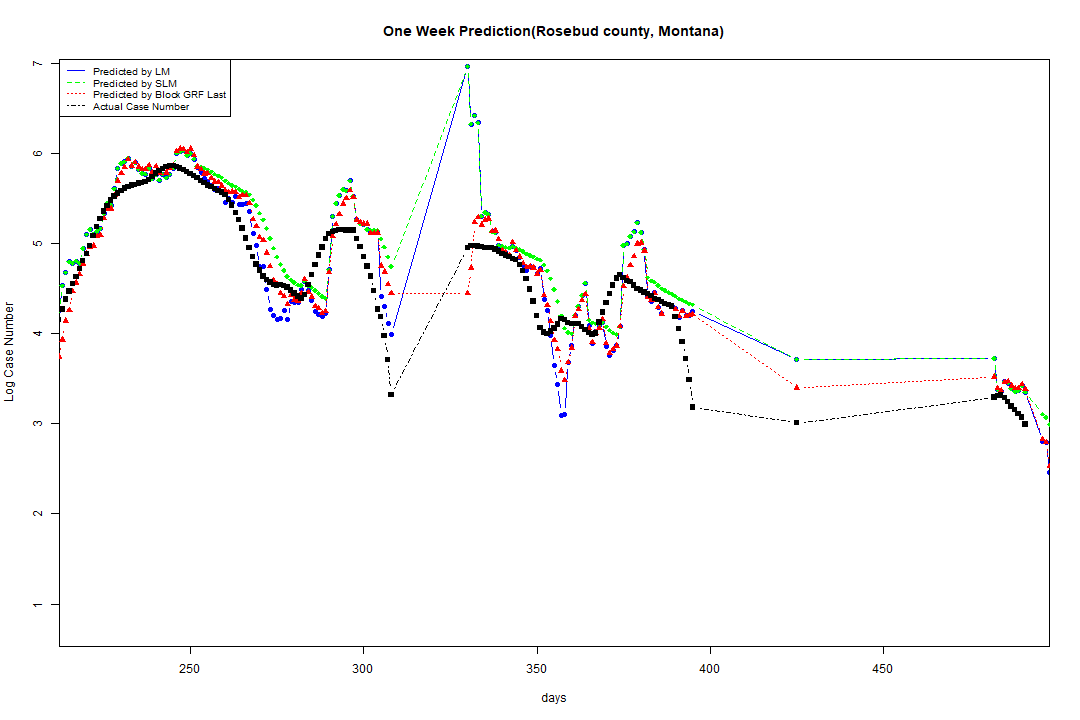 One Week Prediction(Rosebud county, Montana)
Predicted by LM
Predicted by SLM
Predicted by Block GRF Last
Actual Case Number
Log Case Number
7
6
5
4
3
2
1
250 300 350 400 450
days